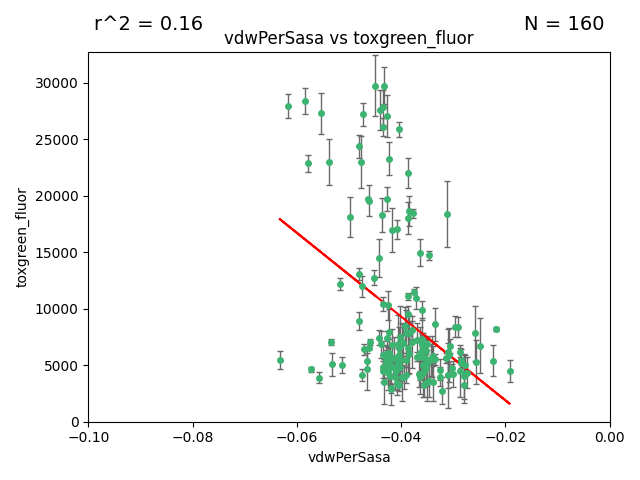 r^2 = 0.16
N = 160
vdwPerSasa vs toxgreen_fluor
toxgreen_fluor
30000
25000
20000
15000
10000
5000
0
−0.10
−0.08
−0.06
−0.04
−0.02
0.00
vdwPerSasa